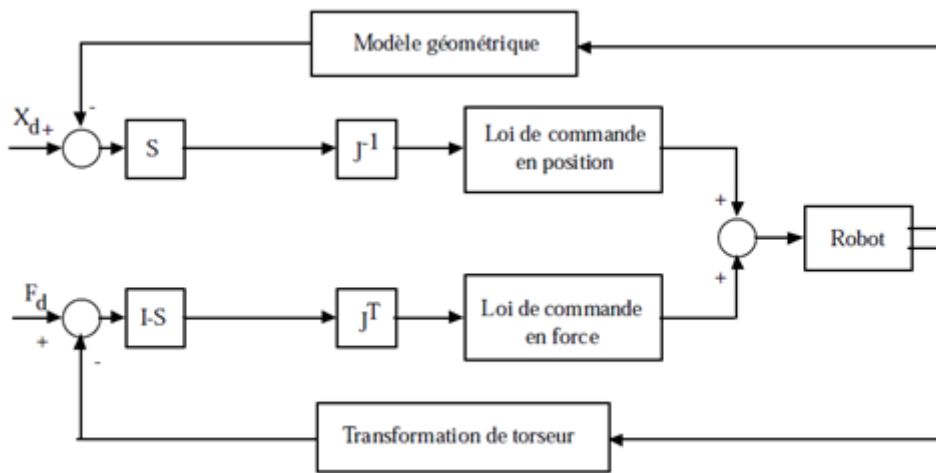 Modèle géométrique
-
X_d+
S
J^-1
Loi de commande
en position
+
Robot
+
F_d
+
I-S
J^T
Loi de commande
en force
-
Transformation de torseur